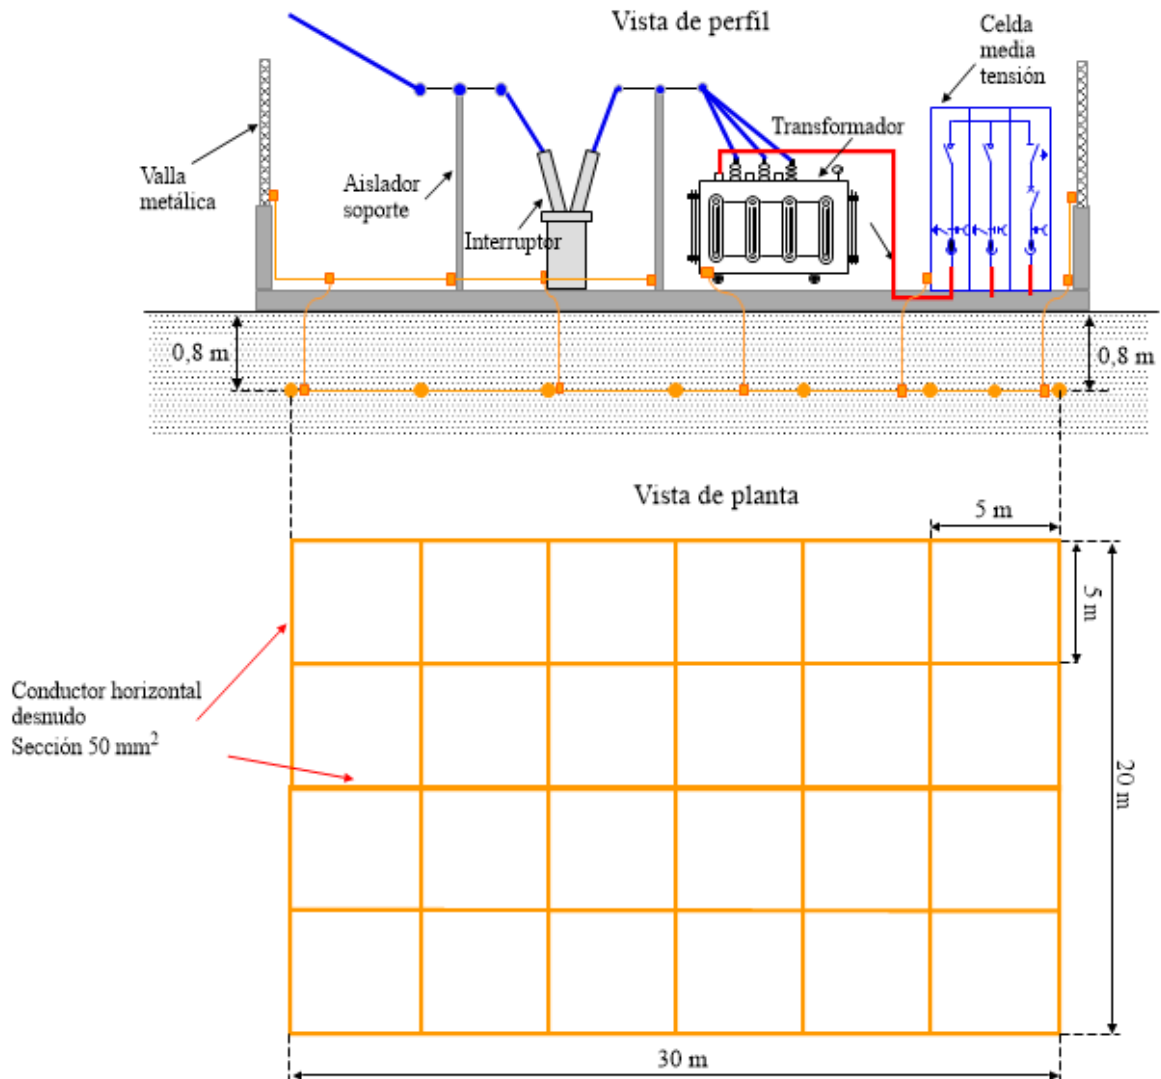 Vista de perfil
Celda
media
tensión
Transformador
Valla
metálica
Aislador
soporte
Interruptor
0,8 m
0,8 m
Vista de planta
5 m
5 m
Conductor horizontal
desnudo
Sección 50 mm²
20 m
30 m